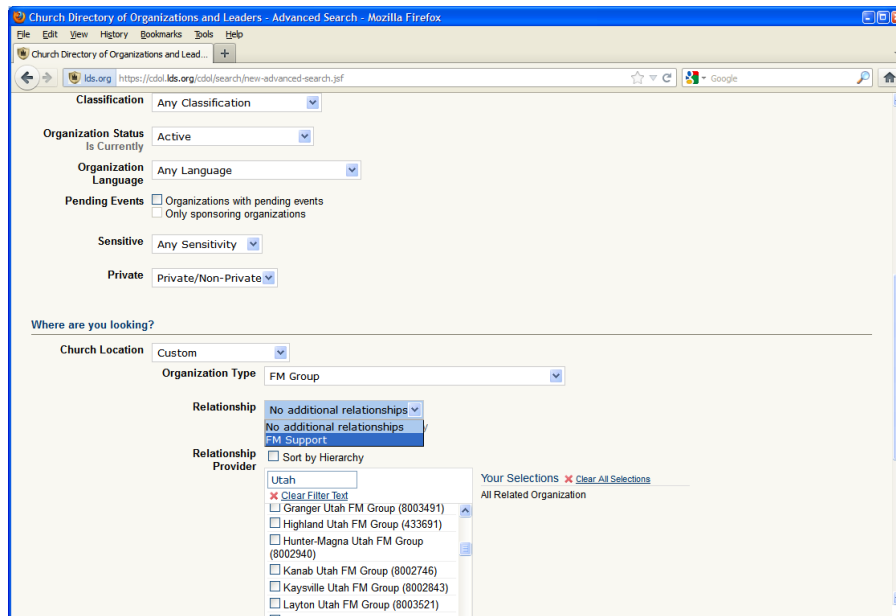 Church Directory of Organizations and Leaders - Advanced Search - Mozilla Firefox
File Edit View History Bookmarks Tools Help
Church Directory of Organizations and Lead...
lds.org https://cdol.lds.org/cdol/search/new-advanced-search.jsf
Google
Classification Any Classification
Organization Status Active
Is Currently
Organization Language Any Language
Pending Events Organizations with pending events
Only sponsoring organizations
Sensitive Any Sensitivity
Private Private/Non-Private
Where are you looking?
Church Location Custom
Organization Type FM Group
Relationship No additional relationships
No additional relationships
FM Support
Relationship Provider Sort by Hierarchy
Utah
Clear Filter Text
Granger Utah FM Group (8003491)
Highland Utah FM Group (433691)
Hunter-Magna Utah FM Group
(8002940)
Kanab Utah FM Group (8002746)
Kaysville Utah FM Group (8002843)
Layton Utah FM Group (8003521)
Your Selections Clear All Selections
All Related Organization